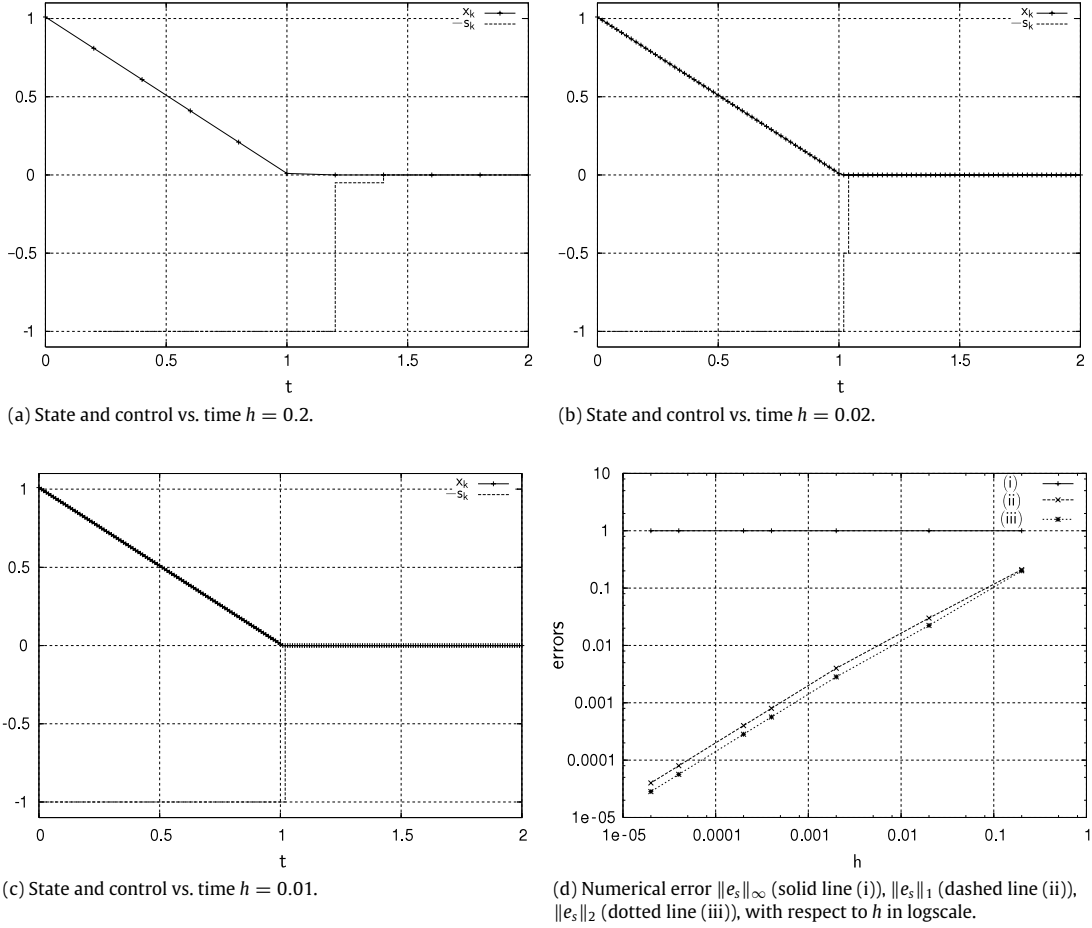 1
0.5
0
−0.5
-1
0
0.5
1
1.5
2
t
x_k
−s_k
(a) State and control vs. time h = 0.2.
1
0.5
0
−0.5
-1
0
0.5
1
1.5
2
t
x_k
−s_k
(b) State and control vs. time h = 0.02.
1
0.5
0
-0.5
-1
0
0.5
1
1.5
2
t
x_k
−s_k
(c) State and control vs. time h = 0.01.
10
1
0.1
0.01
0.001
0.0001
1e-05
errors
1e-05
0.0001
0.001
0.01
0.1
1
h
(i)
(ii)
(iii)
(d) Numerical error ‖e_s‖_∞ (solid line (i)), ‖e_s‖_1 (dashed line (ii)),
‖e_s‖_2 (dotted line (iii)), with respect to h in logscale.